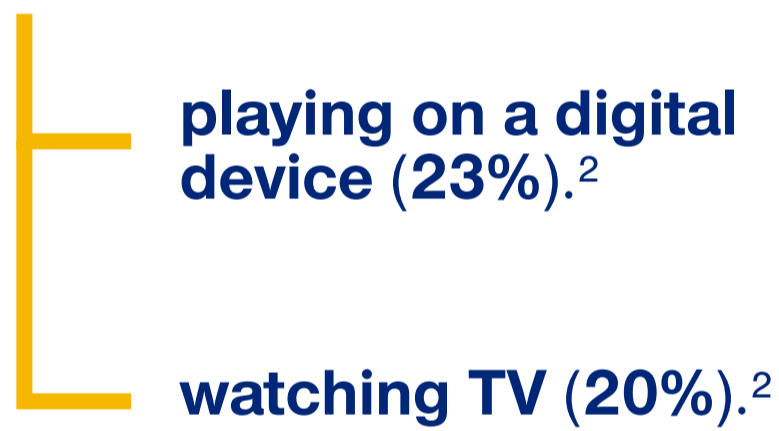 playing on a digital
device (23%).²
watching TV (20%).²